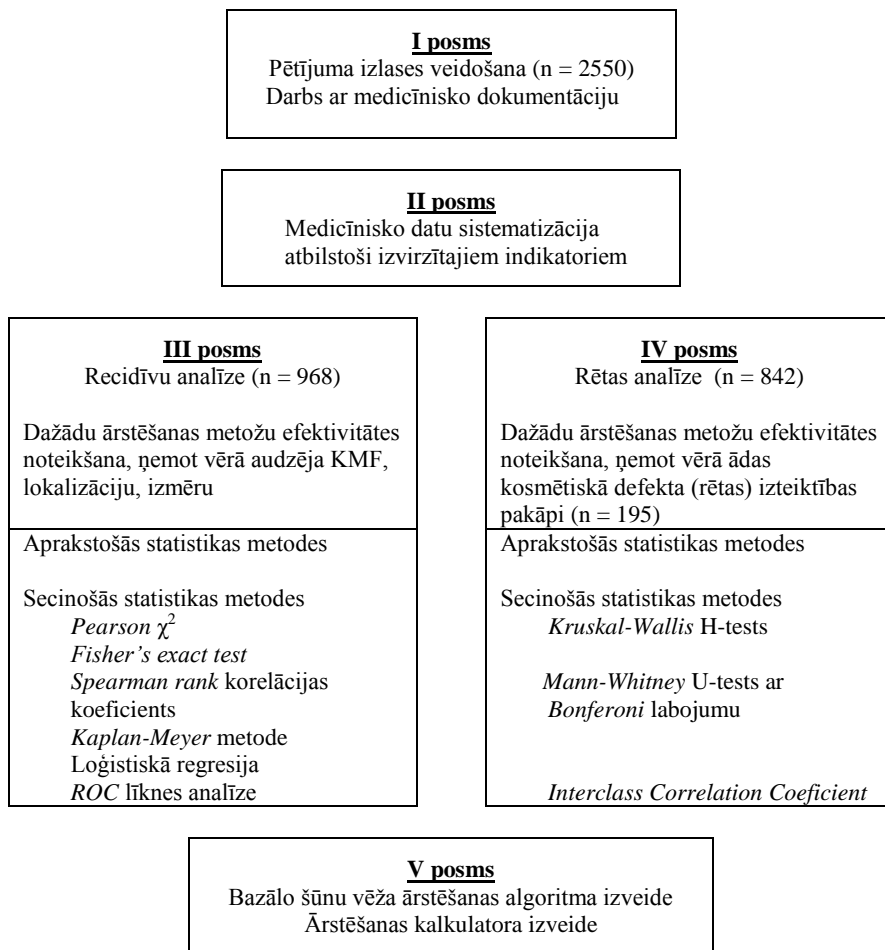 I posms
Pētījuma izlases veidošana (n = 2550)
Darbs ar medicīnisko dokumentāciju
II posms
Medicīnisko datu sistematizācija
atbilstoši izvirzītajiem indikatoriem
III posms
Recidīvu analīze (n = 968)
Dažādu ārstēšanas metožu efektivitātes
noteikšana, ņemot vērā audzēja KMF,
lokalizāciju, izmēru
Aprakstošās statistikas metodes
Secinošās statistikas metodes
Pearson χ²
Fisher’s exact test
Spearman rank korelācijas
koeficients
Kaplan-Meyer metode
Loģistiskā regresija
ROC līknes analīze
IV posms
Rētas analīze (n = 842)
Dažādu ārstēšanas metožu efektivitātes
noteikšana, ņemot vērā ādas
kosmētiskā defekta (rētas) izteiktības
pakāpi (n = 195)
Aprakstošās statistikas metodes
Secinošās statistikas metodes
Kruskal-Wallis H-tests
Mann-Whitney U-tests ar
Bonferoni labojumu
Interclass Correlation Coeficient
V posms
Bazālo šūnu vēža ārstēšanas algoritma izveide
Ārstēšanas kalkulatora izveide